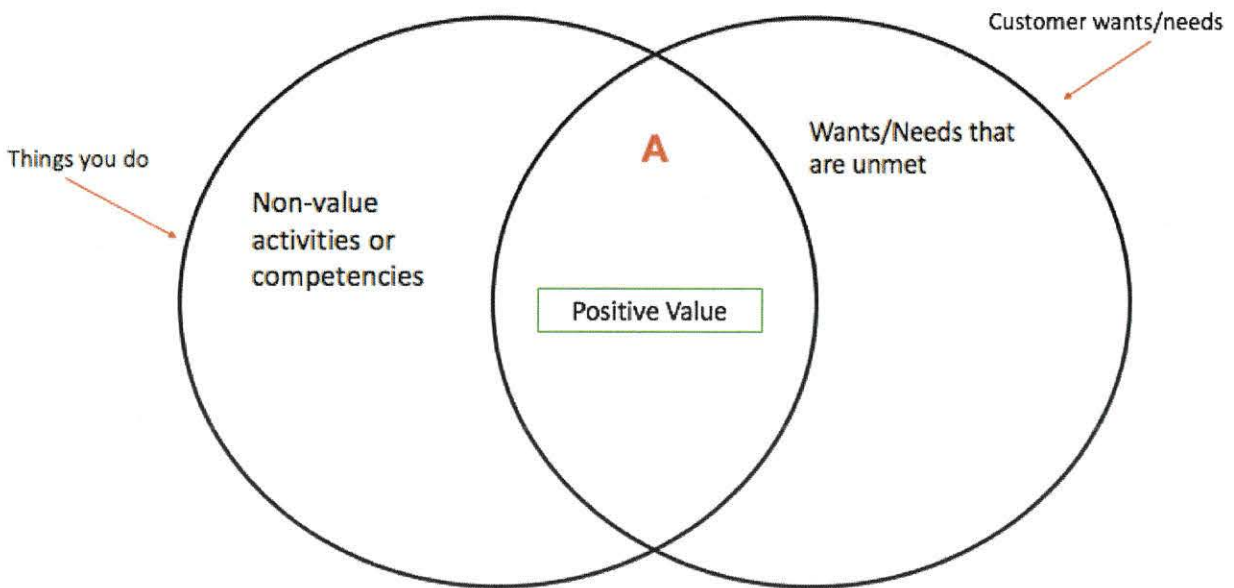 Customer wants/needs
Things you do
Non-value
activities or
competencies
A
Positive Value
Wants/Needs that
are unmet